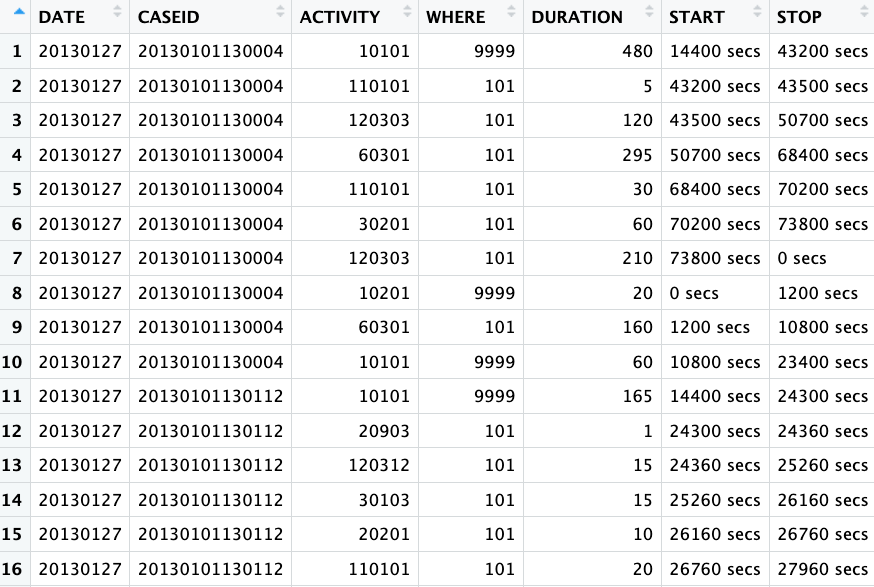 DATE CASEID ACTIVITY WHERE DURATION START STOP
1 20130127 20130101130004 10101 9999 480 14400 secs 43200 secs
2 20130127 20130101130004 110101 101 5 43200 secs 43500 secs
3 20130127 20130101130004 120303 101 120 43500 secs 50700 secs
4 20130127 20130101130004 60301 101 295 50700 secs 68400 secs
5 20130127 20130101130004 110101 101 30 68400 secs 70200 secs
6 20130127 20130101130004 30201 101 60 70200 secs 73800 secs
7 20130127 20130101130004 120303 101 210 73800 secs 0 secs
8 20130127 20130101130004 10201 9999 20 0 secs 1200 secs
9 20130127 20130101130004 60301 101 160 1200 secs 10800 secs
10 20130127 20130101130004 10101 9999 60 10800 secs 23400 secs
11 20130127 20130101130112 10101 9999 165 14400 secs 24300 secs
12 20130127 20130101130112 20903 101 1 24300 secs 24360 secs
13 20130127 20130101130112 120312 101 15 24360 secs 25260 secs
14 20130127 20130101130112 30103 101 15 25260 secs 26160 secs
15 20130127 20130101130112 20201 101 10 26160 secs 26760 secs
16 20130127 20130101130112 110101 101 20 26760 secs 27960 secs